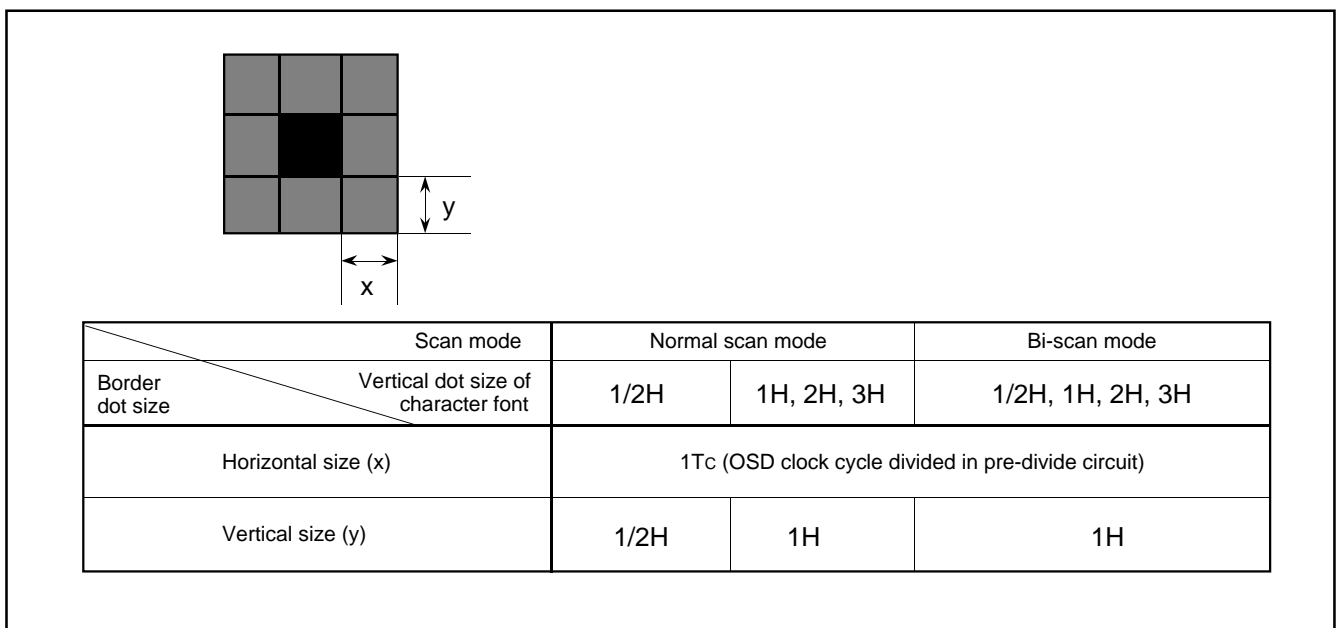 y
x
Scan mode
Normal scan mode
Bi-scan mode
Border
dot size
Vertical dot size of
character font
1/2H
1H, 2H, 3H
1/2H, 1H, 2H, 3H
Horizontal size (x)
1Tc (OSD clock cycle divided in pre-divide circuit)
Vertical size (y)
1/2H
1H
1H